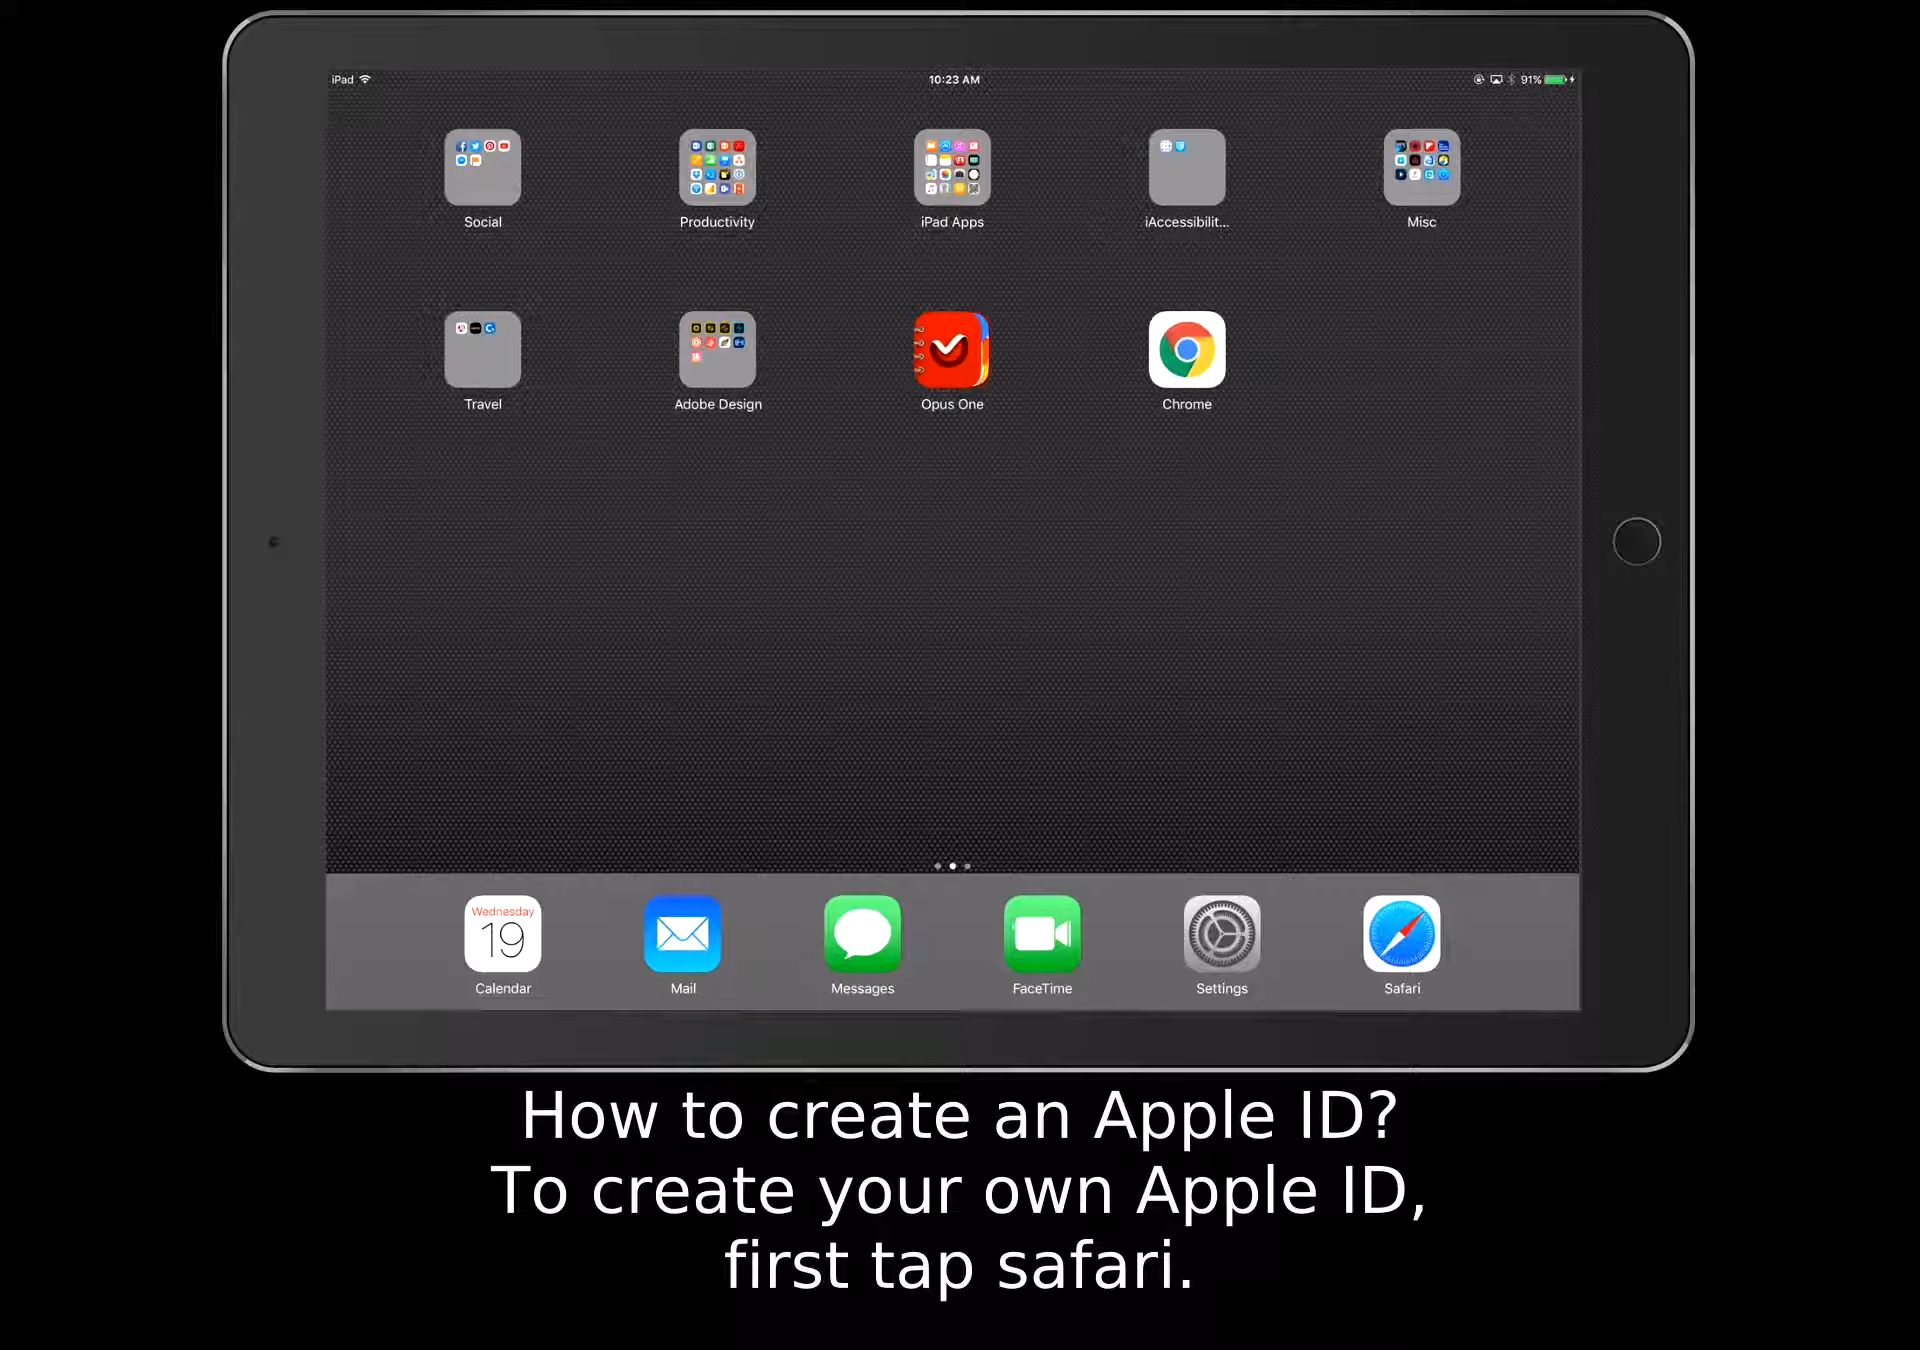 iPad
10:23 AM
91%
Social
Productivity
iPad Apps
iAccessibilit...
Misc
Travel
Adobe Design
Opus One
Chrome
Wednesday
19
Calendar
Mail
Messages
FaceTime
Settings
Safari
How to create an Apple ID?
To create your own Apple ID,
first tap safari.